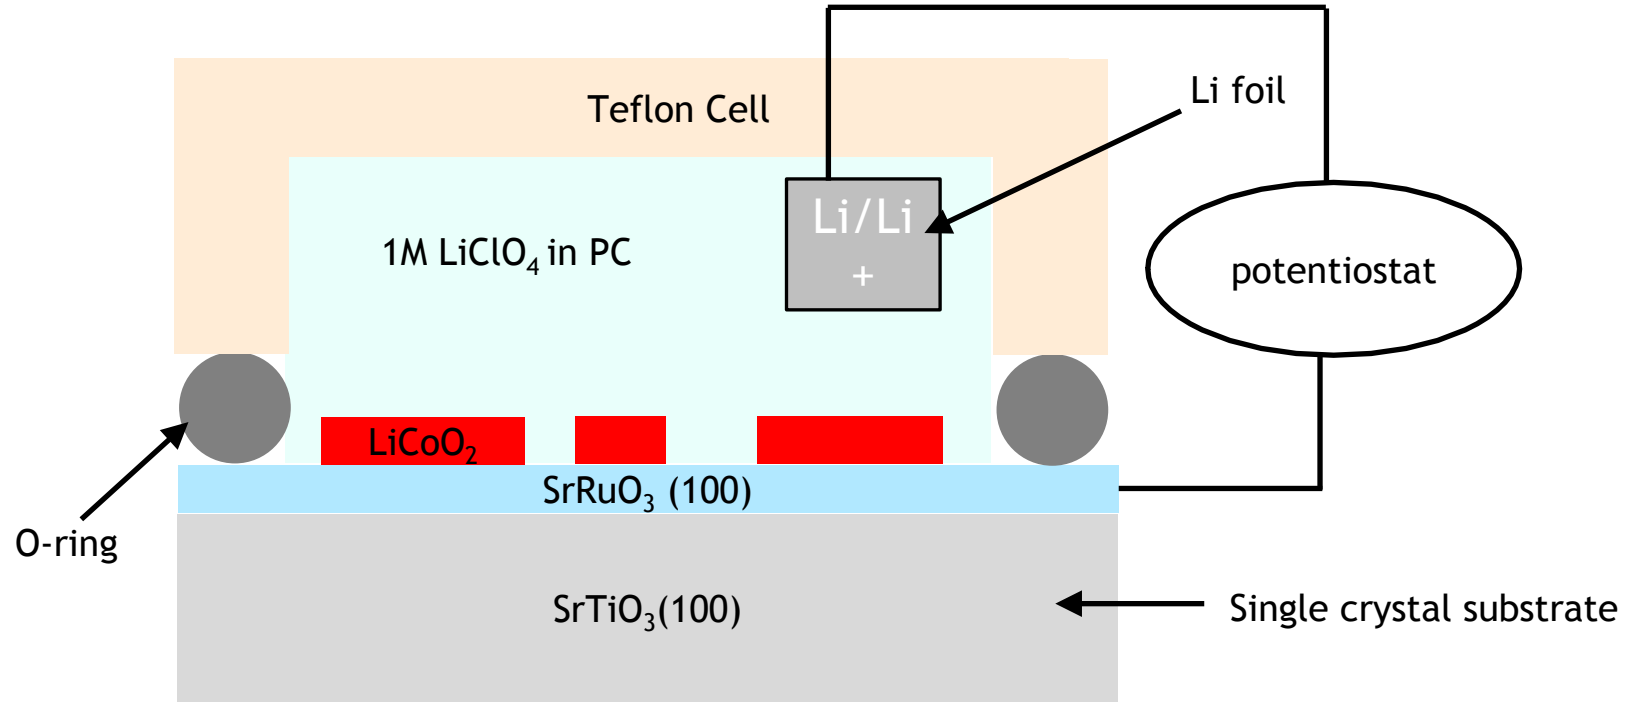 Teflon Cell
Li foil
Li/Li
+
1M LiClO₄ in PC
potentiostat
LiCoO₂
SrRuO₃ (100)
O-ring
SrTiO₃(100)
Single crystal substrate